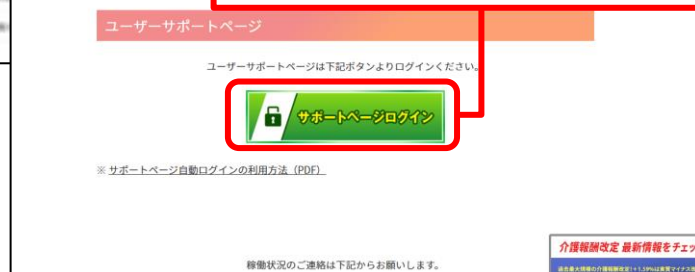 ユーザーサポートページ
ユーザーサポートページは下記ボタンよりログインください。
サポートページログイン
※ サポートページ自動ログインの利用方法（PDF）
稼働状況のご連絡は下記からお願いします。
介護報酬改定 最新情報をチェッ